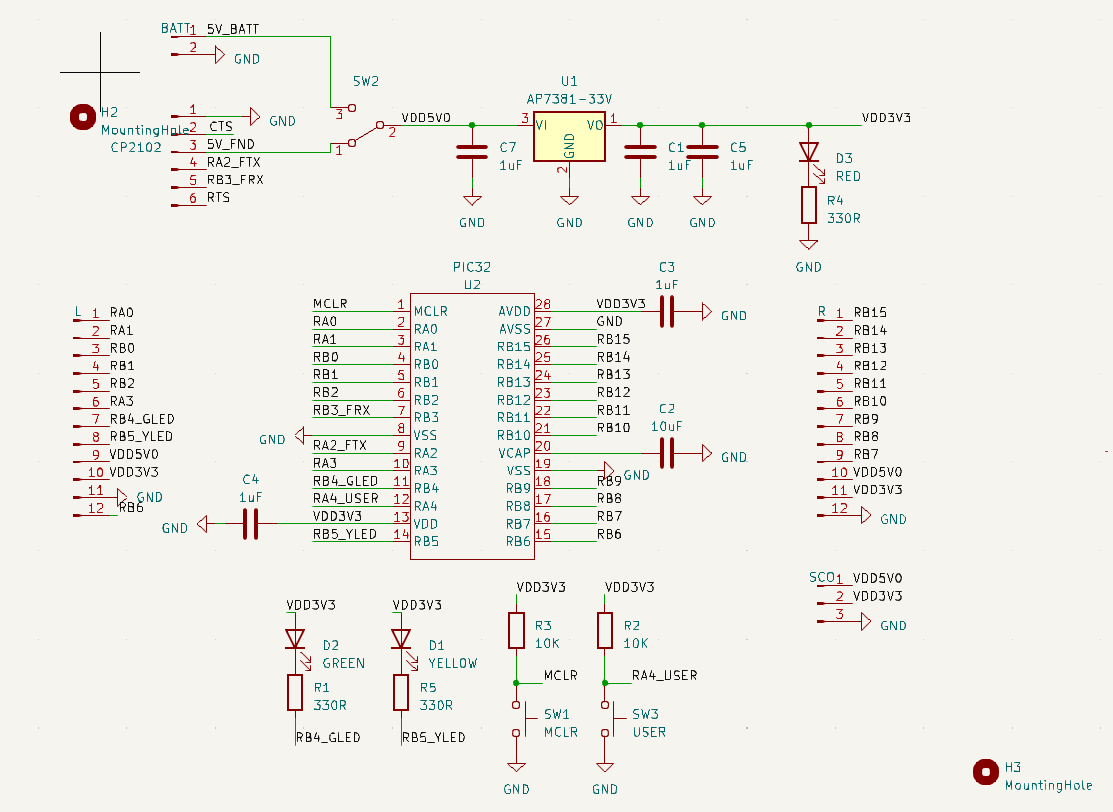 BATT 1 5V_BATT
2 GND
H2
MountingHole
CP2102
1 GND
2 CTS
3 5V_FND
4 RA2_FTX
5 RB3_FRX
6 RTS
SW2
3
2 VDD5V0
1
U1
AP7381-33V
3 VI VO 1
GND
2
GND
C7
1uF
GND
C1
1uF
GND
C5
1uF
GND
VDD3V3
D3
RED
R4
330R
GND
L 1 RA0
2 RA1
3 RB0
4 RB1
5 RB2
6 RA3
7 RB4_GLED
8 RB5_YLED
9 VDD5V0
10 VDD3V3
11 GND
12 RB6
PIC32
U2
MCLR 1 MCLR
RA0 2 RA0
RA1 3 RA1
RB0 4 RB0
RB1 5 RB1
RB2 6 RB2
RB3_FRX 7 RB3
GND 8 VSS
RA2_FTX 9 RA2
RA3 10 RA3
RB4_GLED 11 RB4
RA4_USER 12 RA4
VDD3V3 13 VDD
RB5_YLED 14 RB5
C4
1uF
GND
AVDD 28 VDD3V3
AVSS 27 GND
RB15 26 RB15
RB14 25 RB14
RB13 24 RB13
RB12 23 RB12
RB11 22 RB11
RB10 21 RB10
VCAP 20
VSS 19 GND
RB9 18 RB9
RB8 17 RB8
RB7 16 RB7
RB6 15 RB6
C3
1uF
GND
C2
10uF
GND
R 1 RB15
2 RB14
3 RB13
4 RB12
5 RB11
6 RB10
7 RB9
8 RB8
9 RB7
10 VDD5V0
11 VDD3V3
12 GND
SCO 1 VDD5V0
2 VDD3V3
3 GND
VDD3V3
D2
GREEN
R1
330R
RB4_GLED
VDD3V3
D1
YELLOW
R5
330R
RB5_YLED
VDD3V3
R3
10K
MCLR
SW1
MCLR
GND
VDD3V3
R2
10K
RA4_USER
SW3
USER
GND
H3
MountingHole